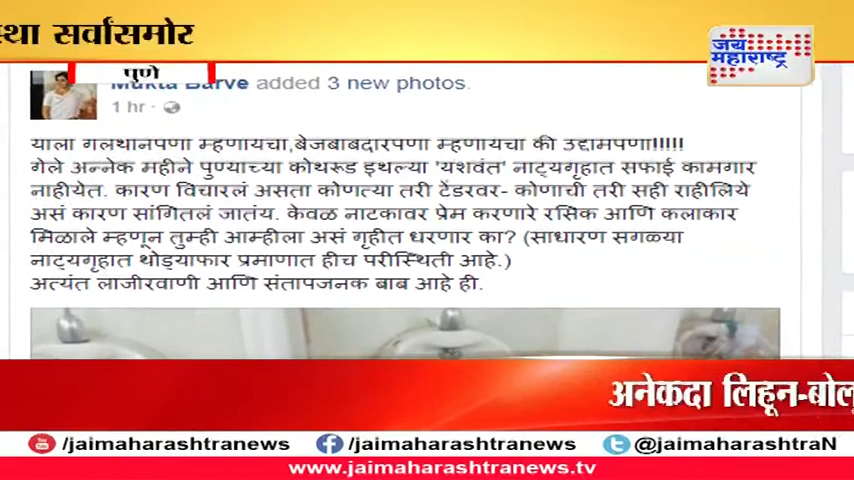 स्था सर्वांसमोर
जय
महाराष्ट्र
पुणे
Mukta Barve added 3 new photos.
1 hr
याला गलथानपणा म्हणायचा,बेजबाबदारपणा म्हणायचा की उद्दामपणा!!!!!
गेले अन्नेक महीने पुण्याच्या कोथरूड इथल्या 'यशवंत' नाट्यगृहात सफाई कामगार
नाहीयेत. कारण विचारलं असता कोणत्या तरी टेंडरवर- कोणाची तरी सही राहीलिये
असं कारण सांगितलं जातंय. केवळ नाटकावर प्रेम करणारे रसिक आणि कलाकार
मिळाले म्हणून तुम्ही आम्हीला असं गृहीत धरणार का? (साधारण सगळ्या
नाट्यगृहात थोड्याफार प्रमाणात हीच परीस्थिती आहे.)
अत्यंत लाजीरवाणी आणि संतापजनक बाब आहे ही.
अनेकदा लिहून-बोलू
/jaimaharashtranews /jaimaharashtranews @jaimaharashtraN
www.jaimaharashtranews.tv